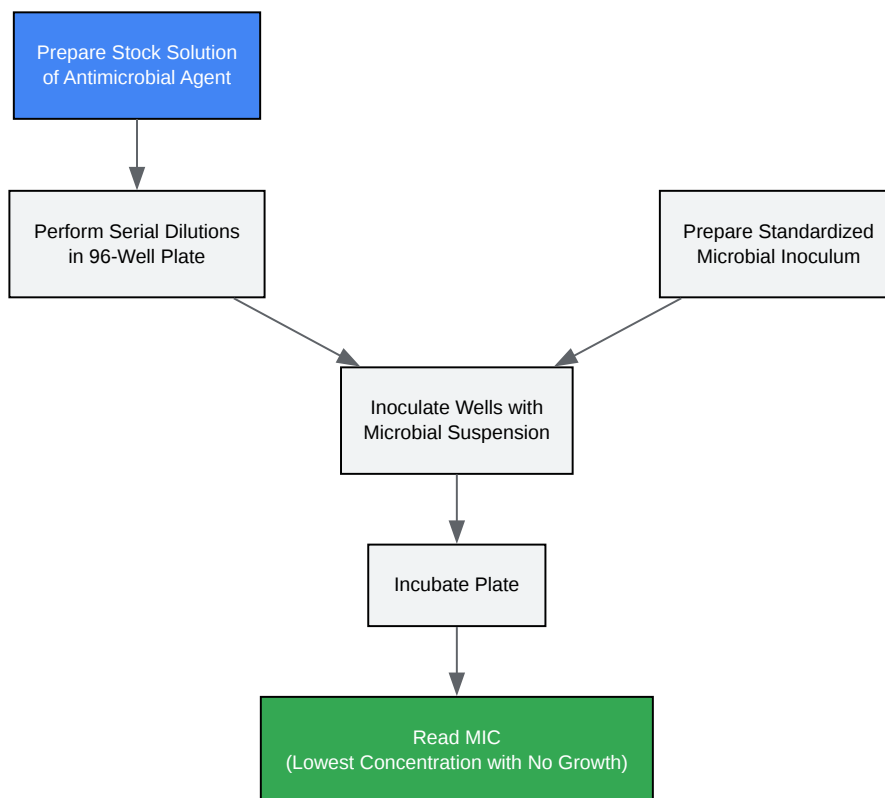 Prepare Stock Solution
of Antimicrobial Agent
Perform Serial Dilutions
in 96-Well Plate
Prepare Standardized
Microbial Inoculum
Inoculate Wells with
Microbial Suspension
Incubate Plate
Read MIC
(Lowest Concentration with No Growth)